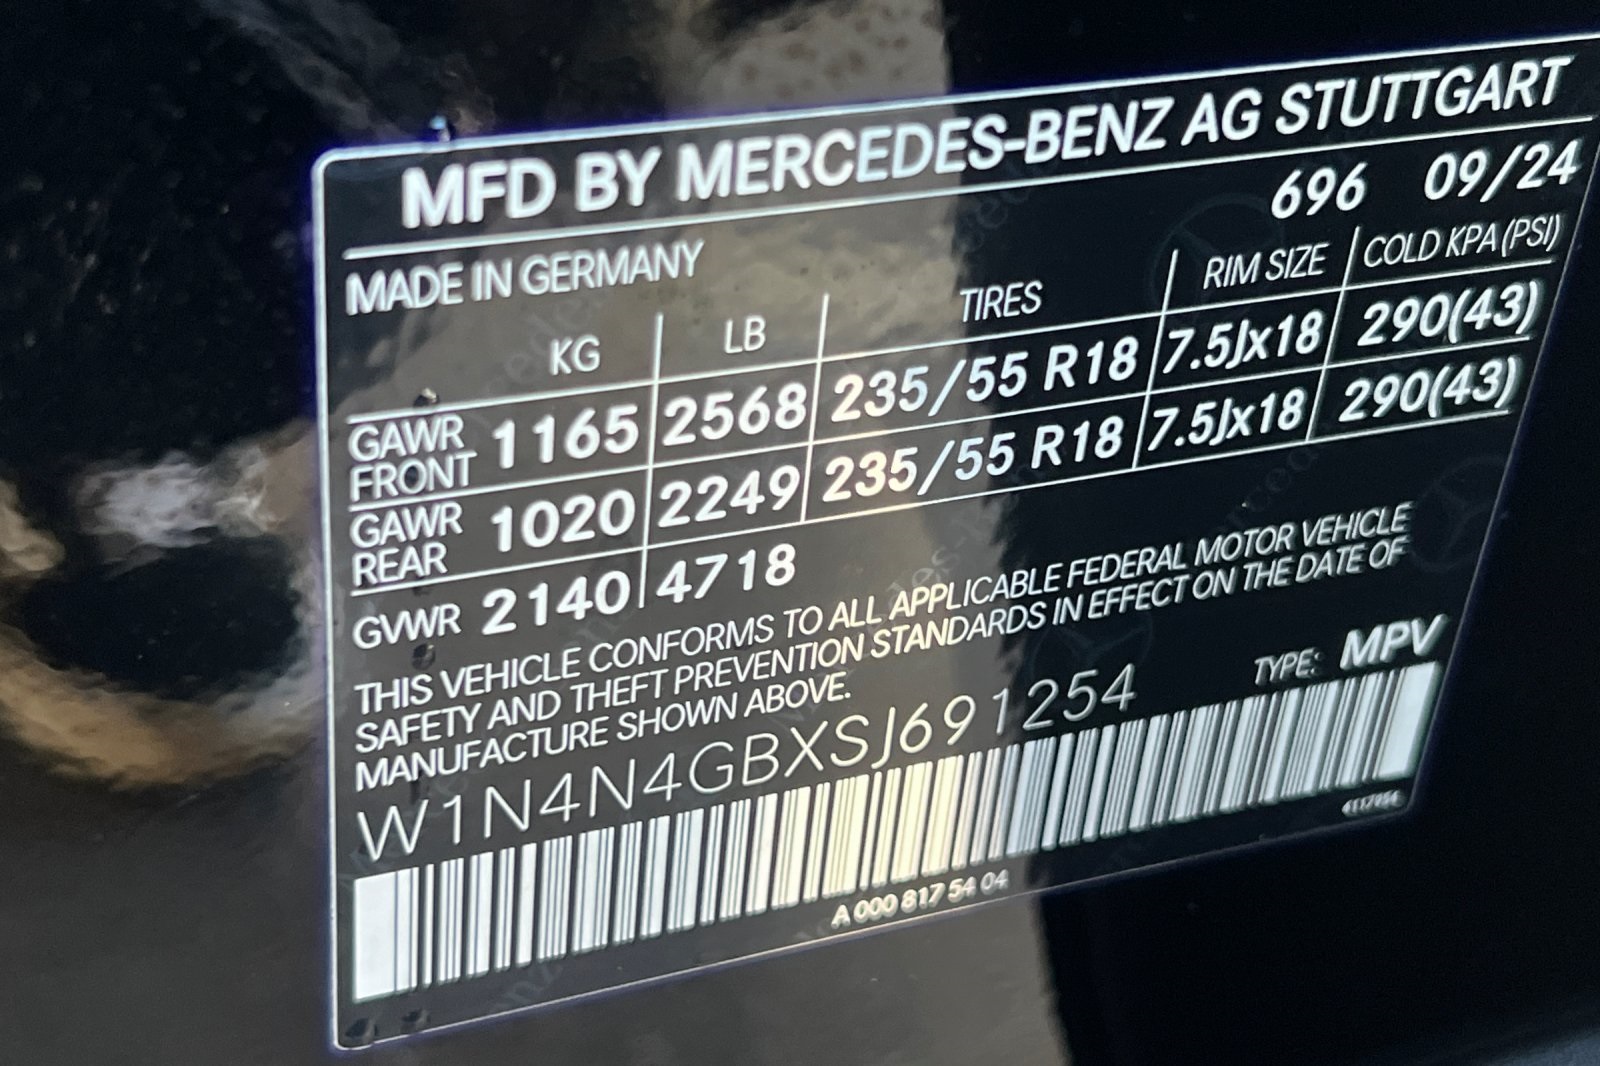 MFD BY MERCEDES-BENZ AG STUTTGART
696 09/24
MADE IN GERMANY
KG LB TIRES RIM SIZE COLD KPA (PSI)
GAWR FRONT 1165 2568 235/55 R18 7.5Jx18 290(43)
GAWR REAR 1020 2249 235/55 R18 7.5Jx18 290(43)
GVWR 2140 4718
THIS VEHICLE CONFORMS TO ALL APPLICABLE FEDERAL MOTOR VEHICLE
SAFETY AND THEFT PREVENTION STANDARDS IN EFFECT ON THE DATE OF
MANUFACTURE SHOWN ABOVE.
TYPE: MPV
W1N4N4GBXSJ691254
A 000 817 54 04